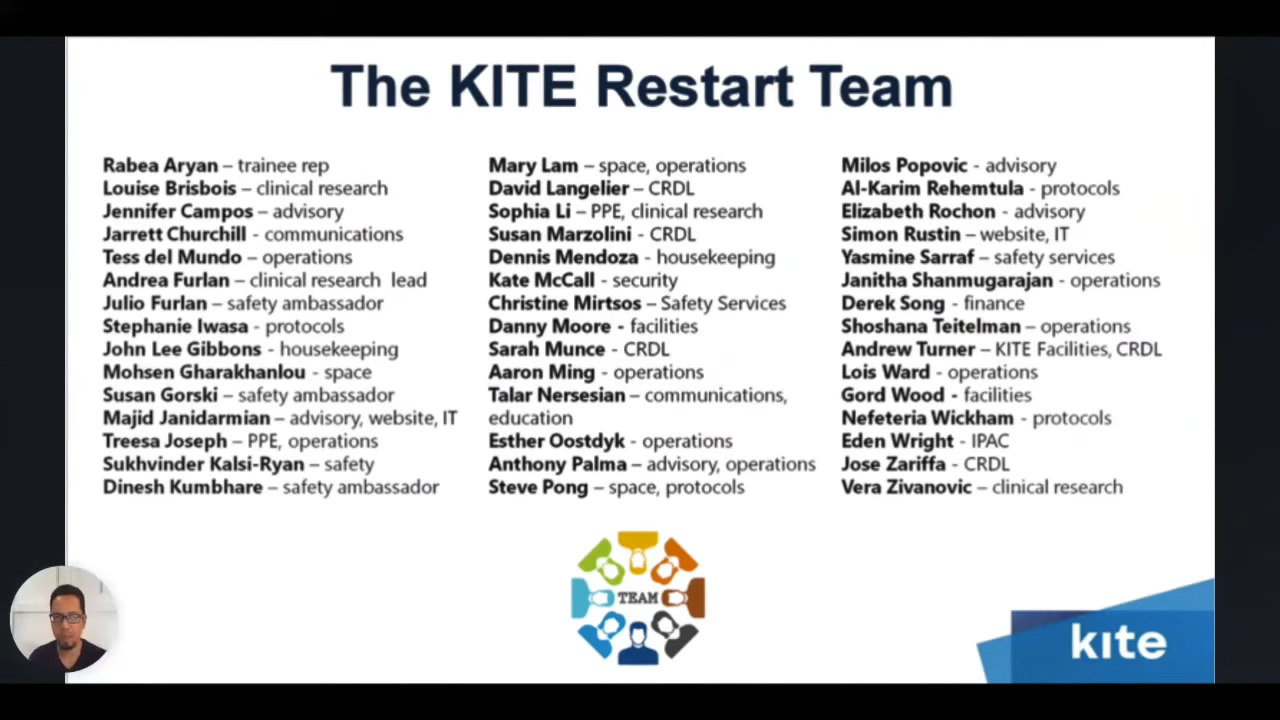 The KITE Restart Team
Rabea Aryan – trainee rep
Louise Brisbois – clinical research
Jennifer Campos – advisory
Jarrett Churchill - communications
Tess del Mundo – operations
Andrea Furlan – clinical research lead
Julio Furlan – safety ambassador
Stephanie Iwasa - protocols
John Lee Gibbons - housekeeping
Mohsen Gharakhanlou - space
Susan Gorski – safety ambassador
Majid Janidarmian – advisory, website, IT
Treesa Joseph – PPE, operations
Sukhvinder Kalsi-Ryan – safety
Dinesh Kumbhare – safety ambassador
Mary Lam – space, operations
David Langelier – CRDL
Sophia Li – PPE, clinical research
Susan Marzolini - CRDL
Dennis Mendoza - housekeeping
Kate McCall - security
Christine Mirtsos – Safety Services
Danny Moore - facilities
Sarah Munce - CRDL
Aaron Ming - operations
Talar Nersesian – communications,
education
Esther Oostdyk - operations
Anthony Palma – advisory, operations
Steve Pong – space, protocols
Milos Popovic - advisory
Al-Karim Rehemtula - protocols
Elizabeth Rochon - advisory
Simon Rustin – website, IT
Yasmine Sarraf – safety services
Janitha Shanmugarajan - operations
Derek Song - finance
Shoshana Teitelman – operations
Andrew Turner – KITE Facilities, CRDL
Lois Ward - operations
Gord Wood - facilities
Nefeteria Wickham - protocols
Eden Wright - IPAC
Jose Zariffa - CRDL
Vera Zivanovic – clinical research
TEAM
kite